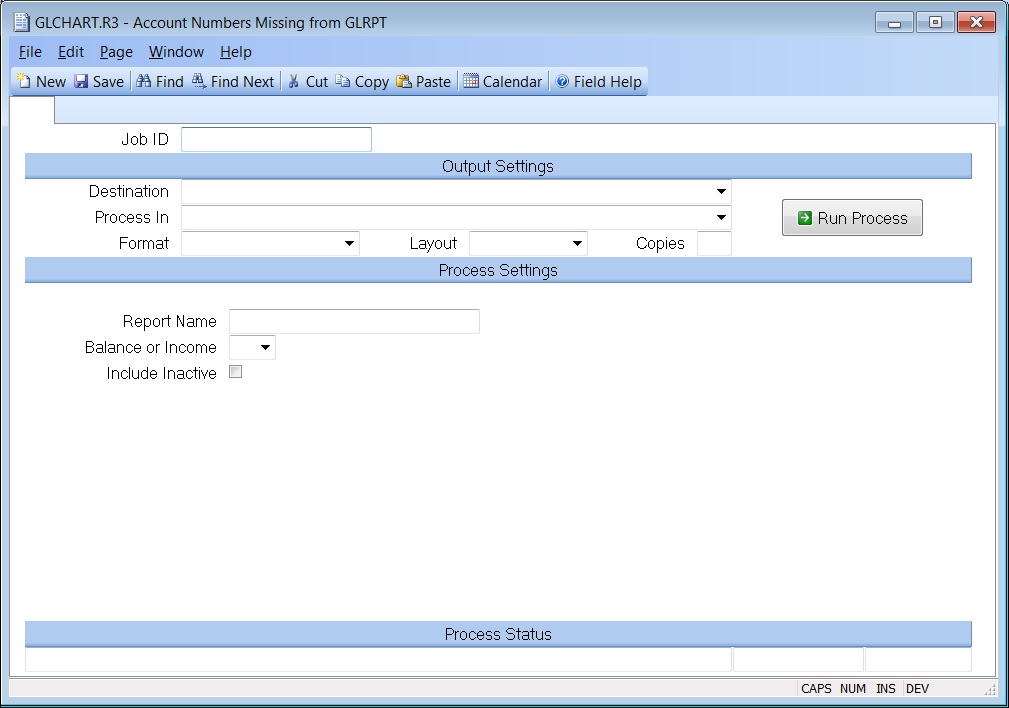 GLCHART.R3 - Account Numbers Missing from GLRPT
File Edit Page Window Help
New Save Find Find Next Cut Copy Paste Calendar Field Help
Job ID
Output Settings
Destination
Process In
Run Process
Format Layout Copies
Process Settings
Report Name
Balance or Income
Include Inactive
Process Status
CAPS NUM INS DEV